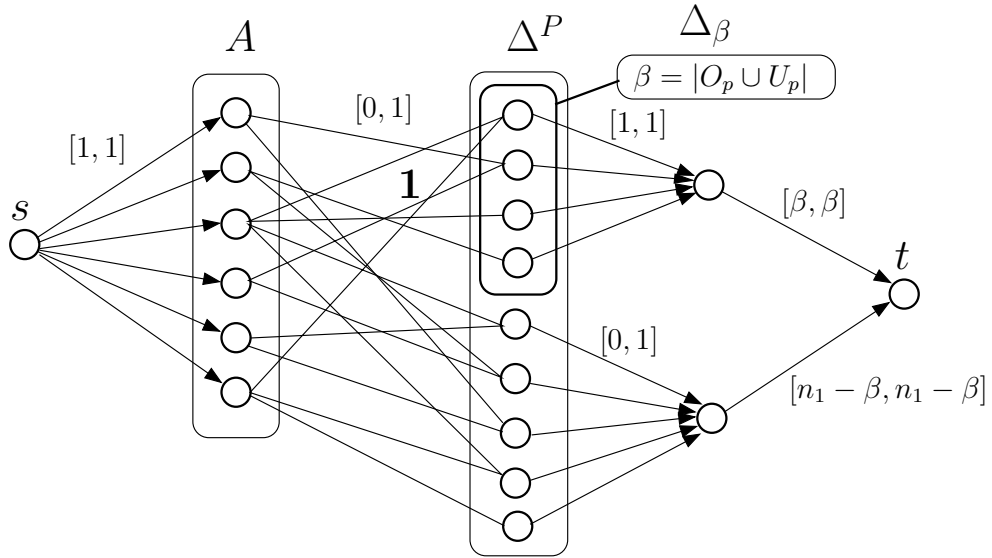 A
Δ^P
Δ_β
β = |O_p ∪ U_p|
[0, 1]
[1, 1]
[1, 1]
1
[β, β]
s
t
[0, 1]
[n_1 − β, n_1 − β]